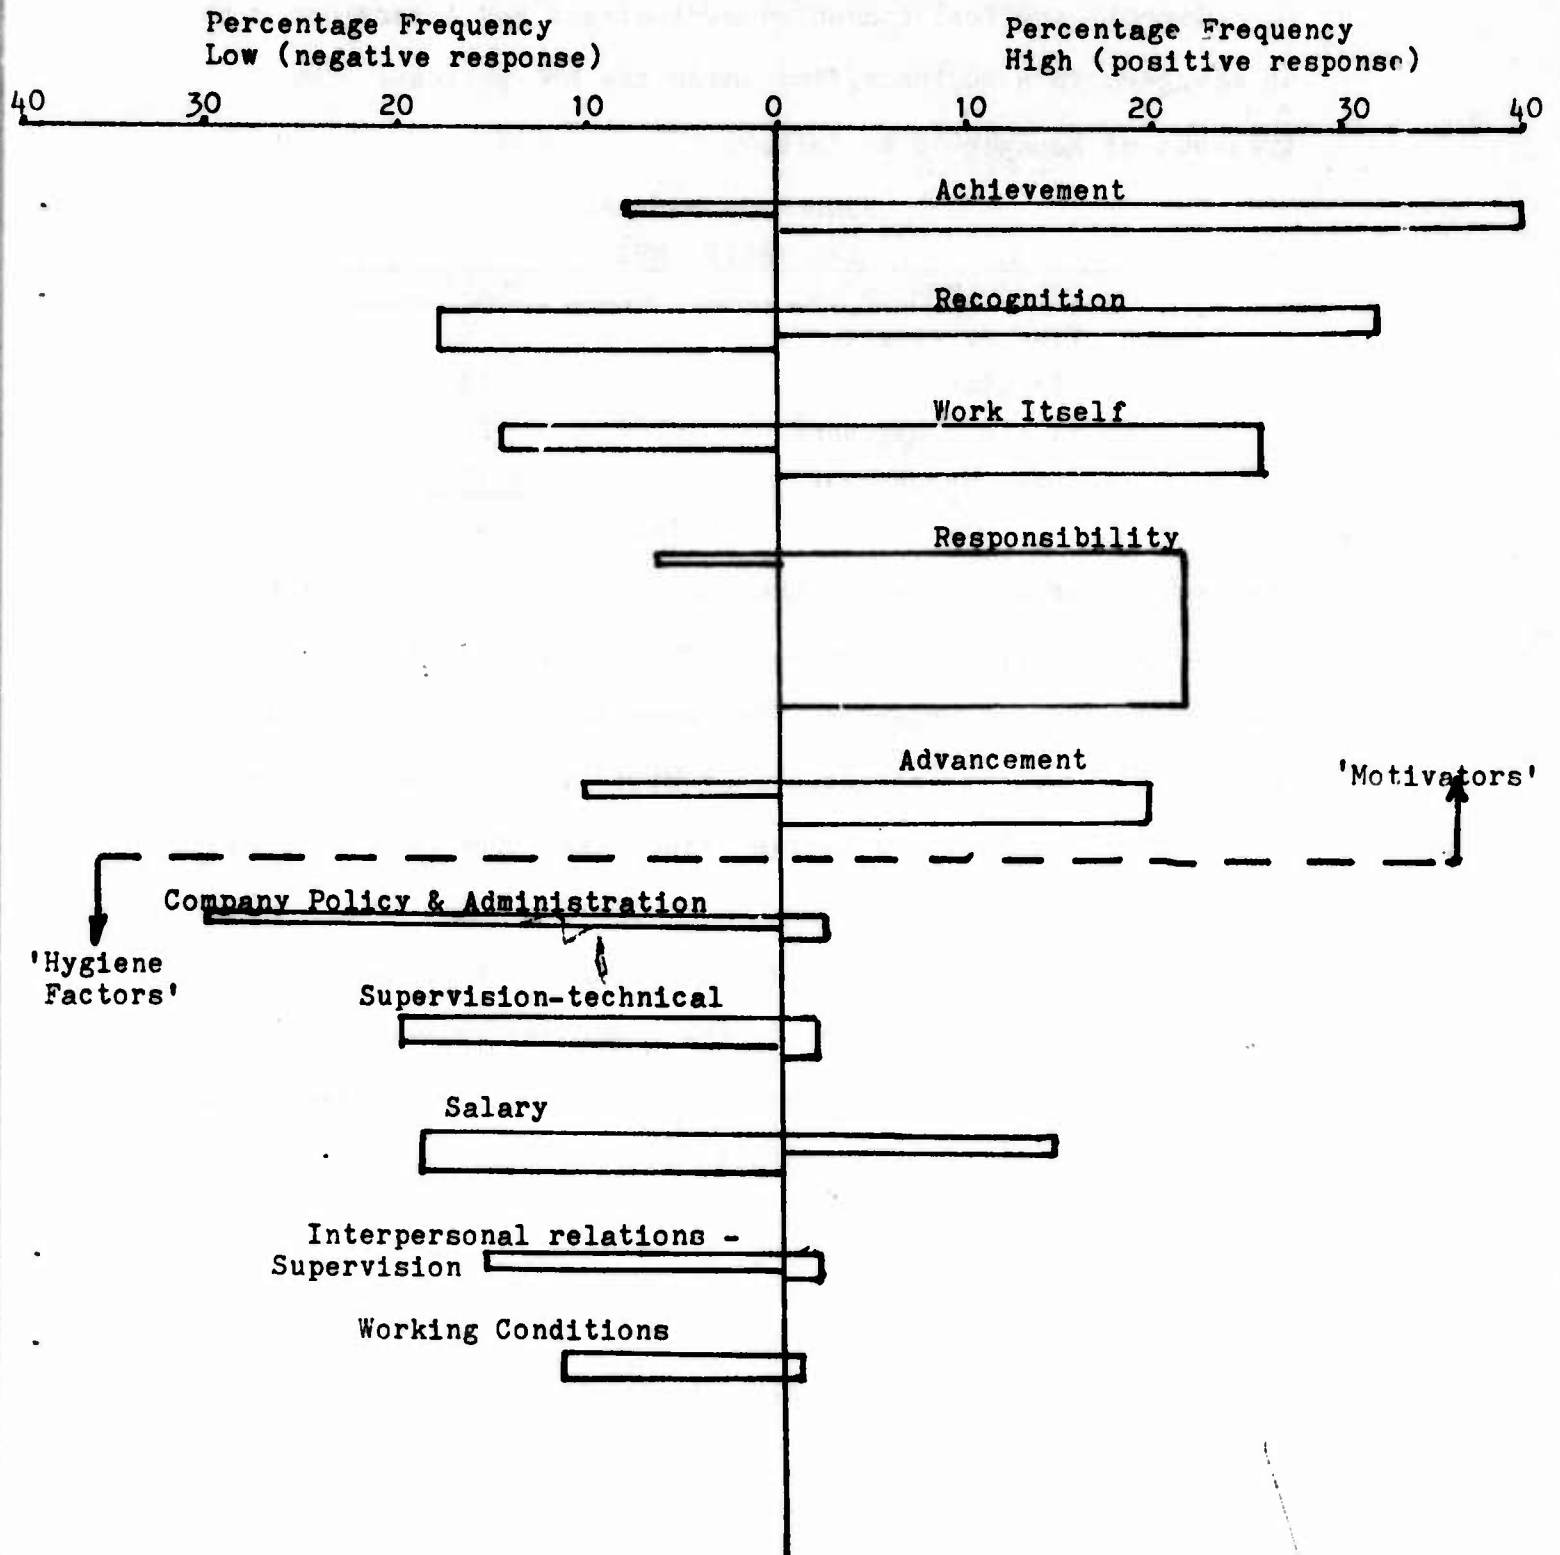 Percentage Frequency
Low (negative response)
Percentage Frequency
High (positive response)
40 30 20 10 0 10 20 30 40
Achievement
Recognition
Work Itself
Responsibility
Advancement
'Motivators'
Company Policy & Administration
'Hygiene
Factors'
Supervision-technical
Salary
Interpersonal relations -
Supervision
Working Conditions